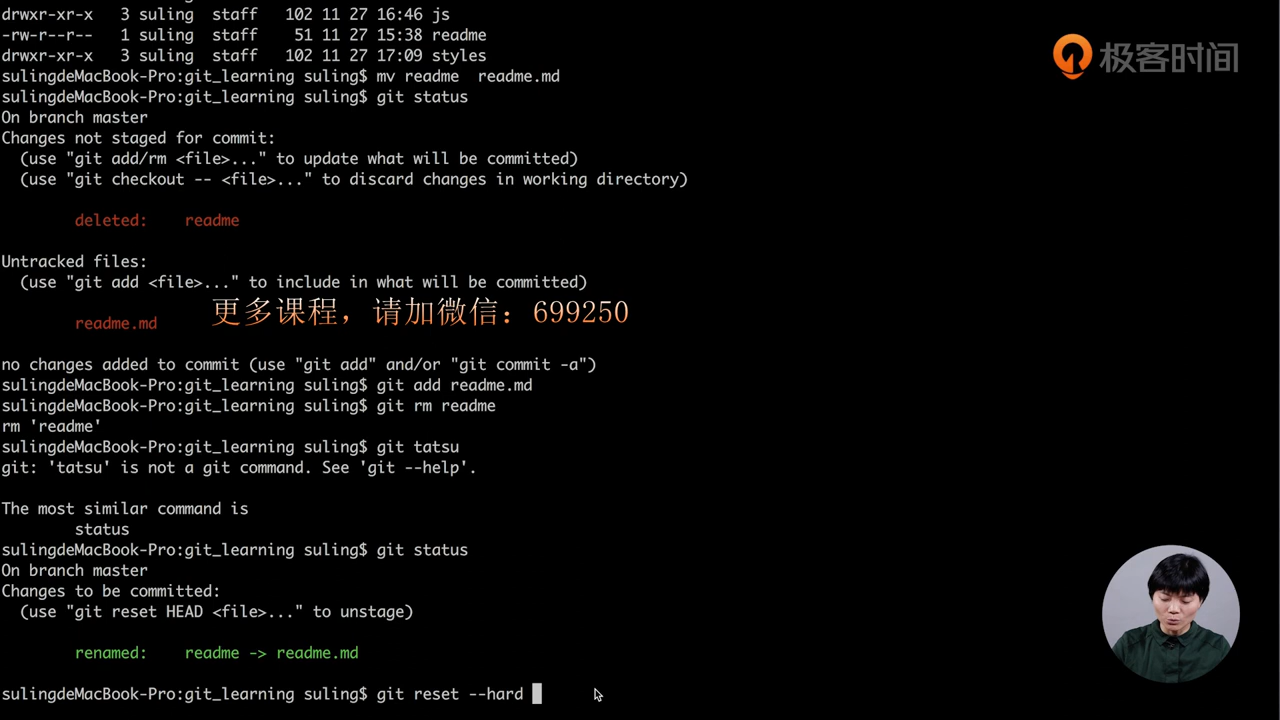 drwxr-xr-x  3 suling  staff   102 11 27 16:46 js
-rw-r--r--  1 suling  staff    51 11 27 15:38 readme
drwxr-xr-x  3 suling  staff   102 11 27 17:09 styles
极客时间
sulingdeMacBook-Pro:git_learning suling$ mv readme  readme.md
sulingdeMacBook-Pro:git_learning suling$ git status
On branch master
Changes not staged for commit:
  (use "git add/rm <file>..." to update what will be committed)
  (use "git checkout -- <file>..." to discard changes in working directory)
        deleted:    readme
Untracked files:
  (use "git add <file>..." to include in what will be committed)
更多课程，请加微信：699250
        readme.md
no changes added to commit (use "git add" and/or "git commit -a")
sulingdeMacBook-Pro:git_learning suling$ git add readme.md
sulingdeMacBook-Pro:git_learning suling$ git rm readme
rm 'readme'
sulingdeMacBook-Pro:git_learning suling$ git tatsu
git: 'tatsu' is not a git command. See 'git --help'.
The most similar command is
        status
sulingdeMacBook-Pro:git_learning suling$ git status
On branch master
Changes to be committed:
  (use "git reset HEAD <file>..." to unstage)
        renamed:    readme -> readme.md
sulingdeMacBook-Pro:git_learning suling$ git reset --hard